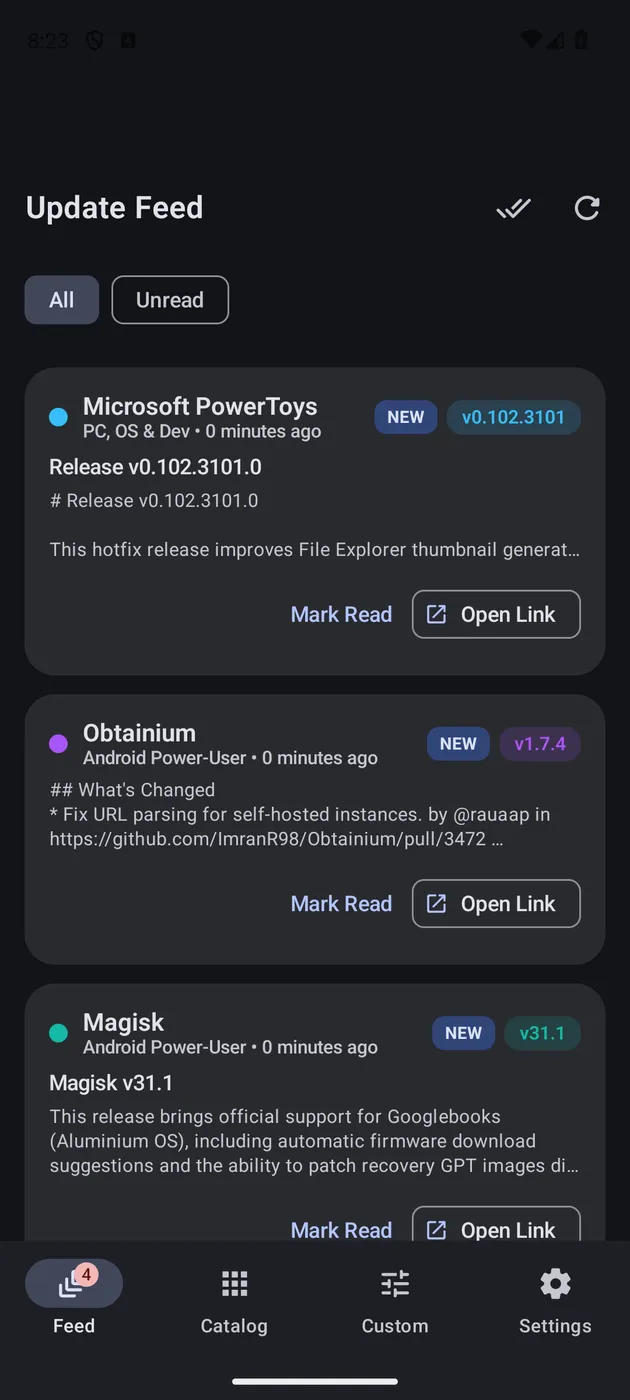 8:23
Update Feed
All
Unread
Microsoft PowerToys
PC, OS & Dev • 0 minutes ago
NEW
v0.102.3101
Release v0.102.3101.0
# Release v0.102.3101.0
This hotfix release improves File Explorer thumbnail generat…
Mark Read
Open Link
Obtainium
Android Power-User • 0 minutes ago
NEW
v1.7.4
## What's Changed
* Fix URL parsing for self-hosted instances. by @rauaap in
https://github.com/ImranR98/Obtainium/pull/3472 …
Mark Read
Open Link
Magisk
Android Power-User • 0 minutes ago
NEW
v31.1
Magisk v31.1
This release brings official support for Googlebooks
(Aluminium OS), including automatic firmware download
suggestions and the ability to patch recovery GPT images di…
Mark Read
Open Link
4
Feed
Catalog
Custom
Settings